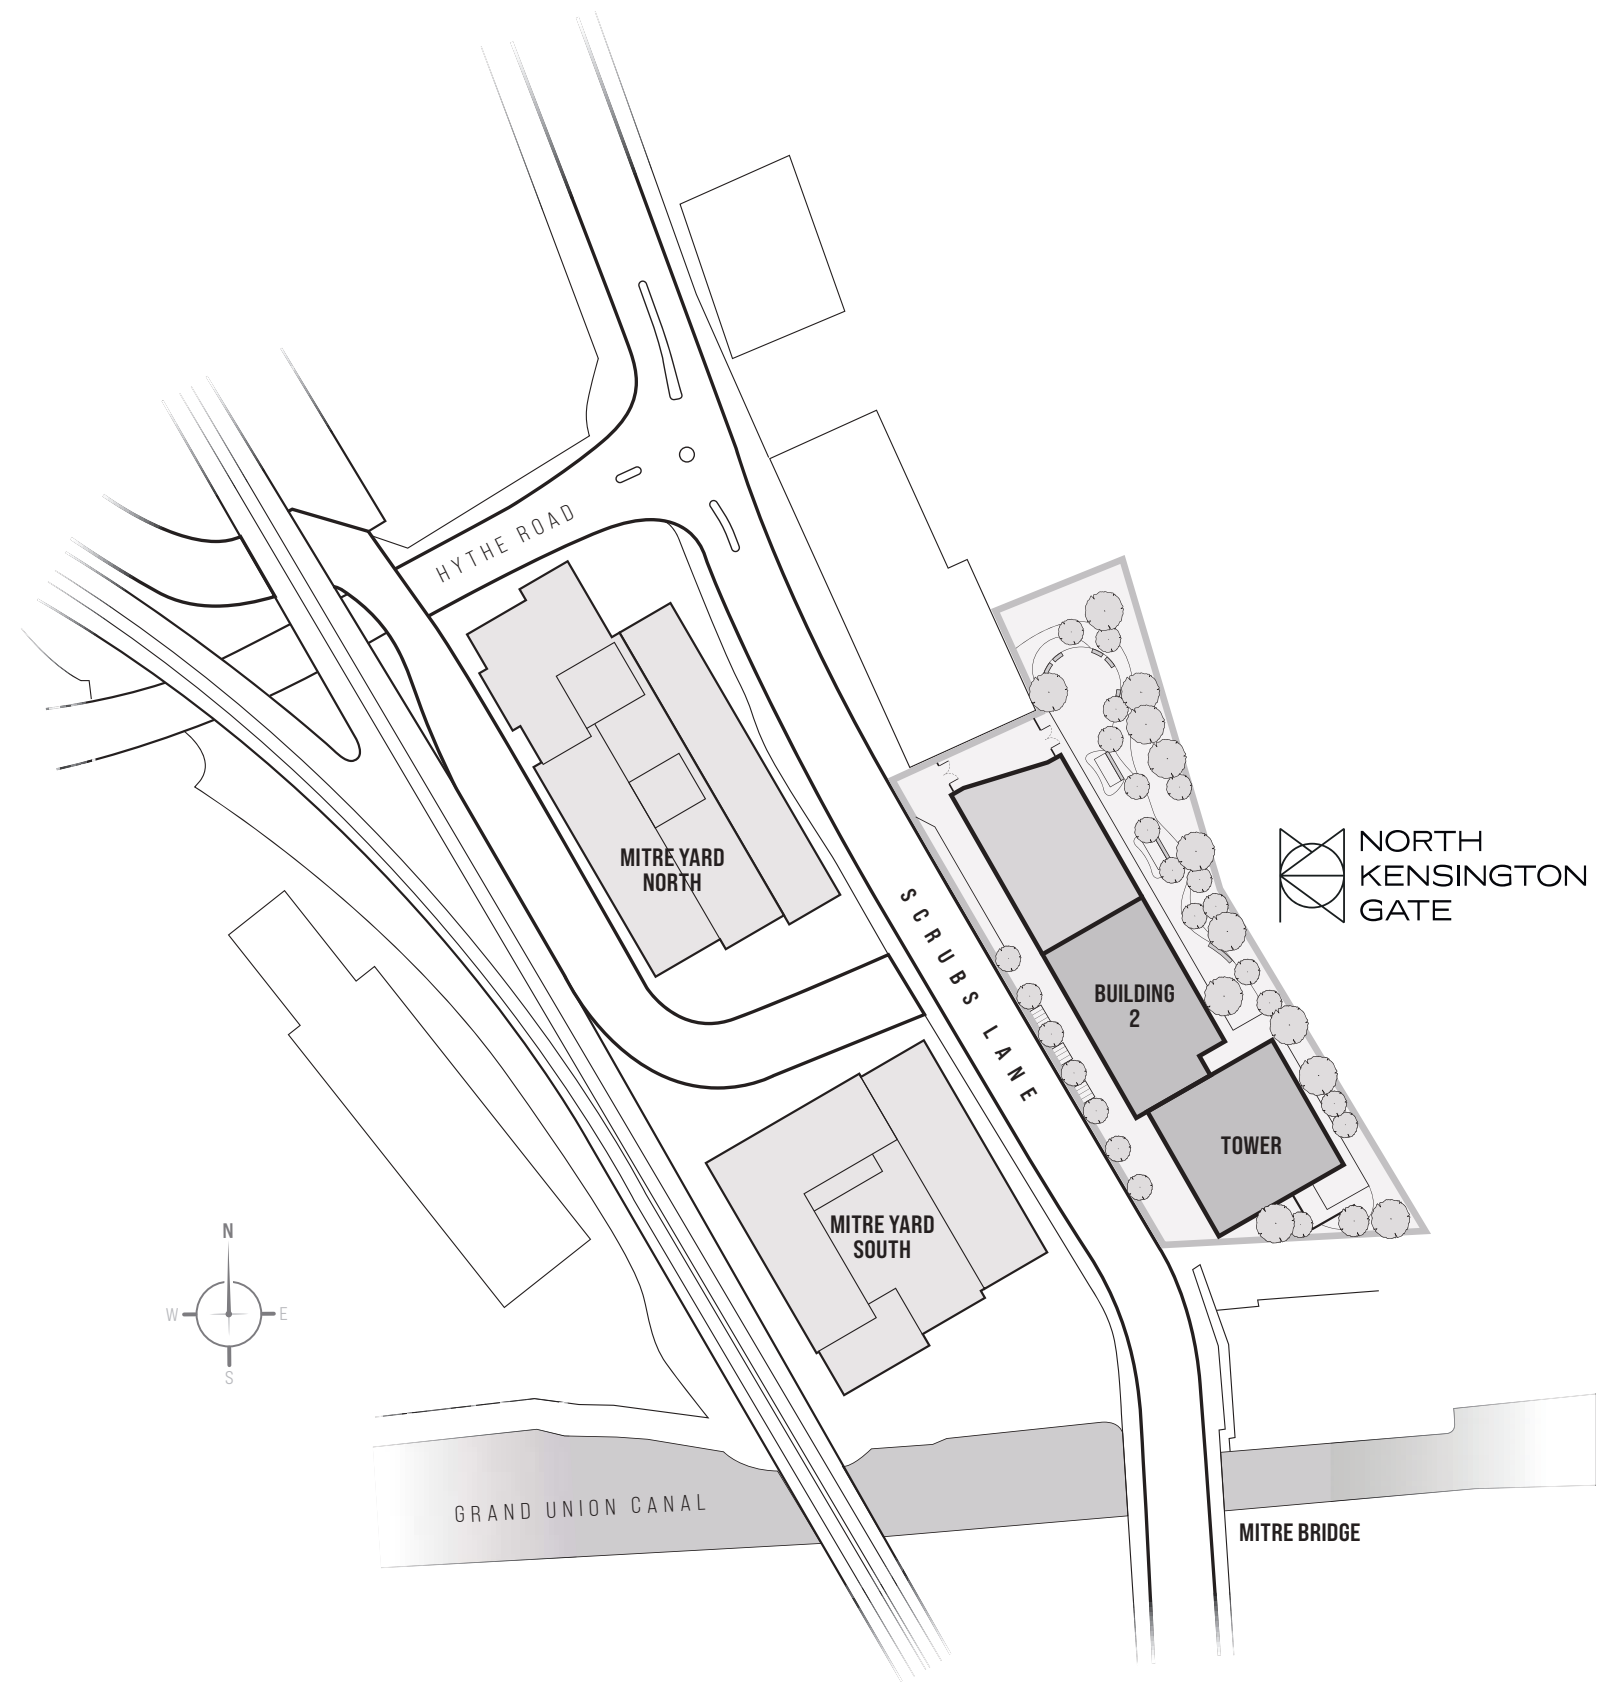 HYTHE ROAD
NORTH
KENSINGTON
GATE
MITRE YARD
NORTH
SCRUBS LANE
BUILDING
2
TOWER
MITRE YARD
SOUTH
N
W
E
S
GRAND UNION CANAL
MITRE BRIDGE